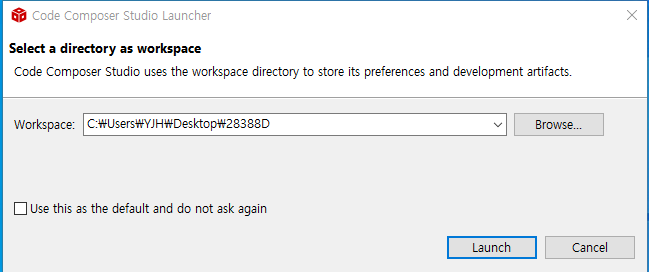 Code Composer Studio Launcher
Select a directory as workspace
Code Composer Studio uses the workspace directory to store its preferences and development artifacts.
Workspace: C:₩Users₩YJH₩Desktop₩28388D Browse...
Use this as the default and do not ask again
Launch Cancel